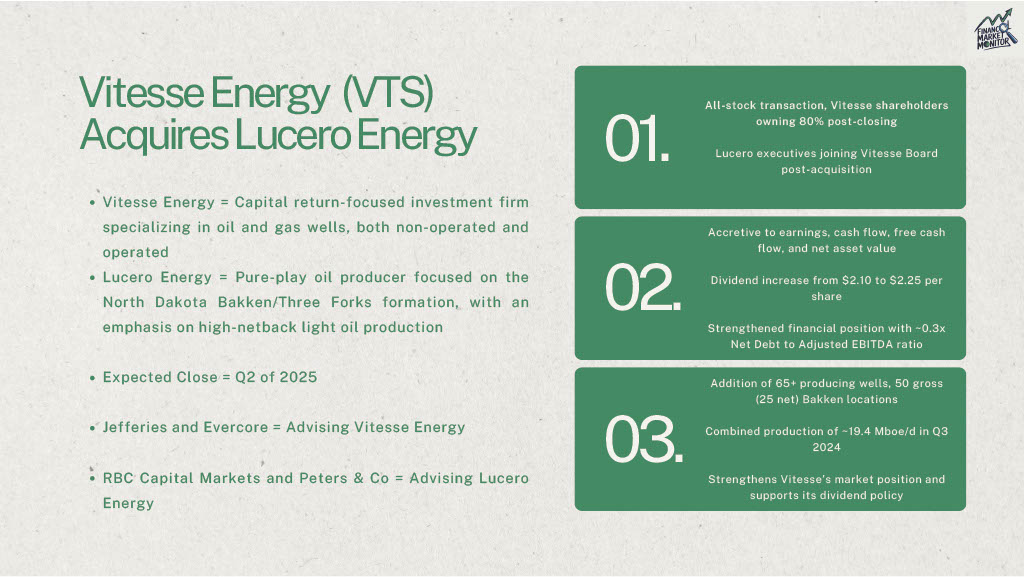 FINANCIAL
MARKET
MONITOR
Vitesse Energy (VTS)
Acquires Lucero Energy
• Vitesse Energy = Capital return-focused investment firm
specializing in oil and gas wells, both non-operated and
operated
• Lucero Energy = Pure-play oil producer focused on the
North Dakota Bakken/Three Forks formation, with an
emphasis on high-netback light oil production
• Expected Close = Q2 of 2025
• Jefferies and Evercore = Advising Vitesse Energy
• RBC Capital Markets and Peters & Co = Advising Lucero
Energy
01.
All-stock transaction, Vitesse shareholders
owning 80% post-closing
Lucero executives joining Vitesse Board
post-acquisition
02.
Accretive to earnings, cash flow, free cash
flow, and net asset value
Dividend increase from $2.10 to $2.25 per
share
Strengthened financial position with ~0.3x
Net Debt to Adjusted EBITDA ratio
03.
Addition of 65+ producing wells, 50 gross
(25 net) Bakken locations
Combined production of ~19.4 Mboe/d in Q3
2024
Strengthens Vitesse's market position and
supports its dividend policy